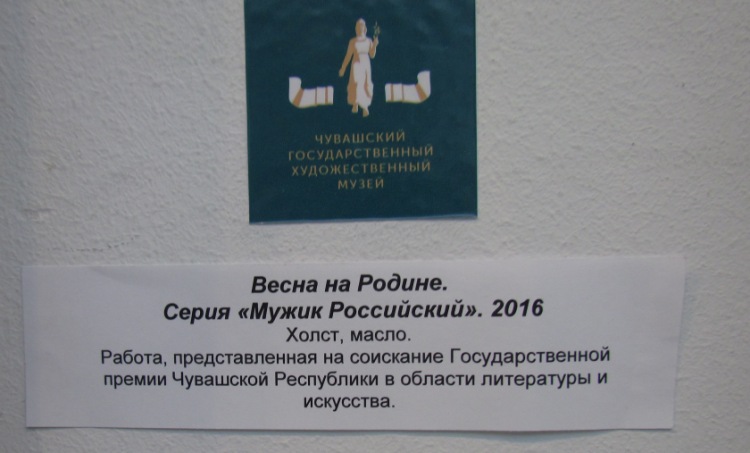 ЧУВАШСКИЙ
ГОСУДАРСТВЕННЫЙ
ХУДОЖЕСТВЕННЫЙ
МУЗЕЙ
Весна на Родине.
Серия «Мужик Российский». 2016
Холст, масло.
Работа, представленная на соискание Государственной
премии Чувашской Республики в области литературы и
искусства.